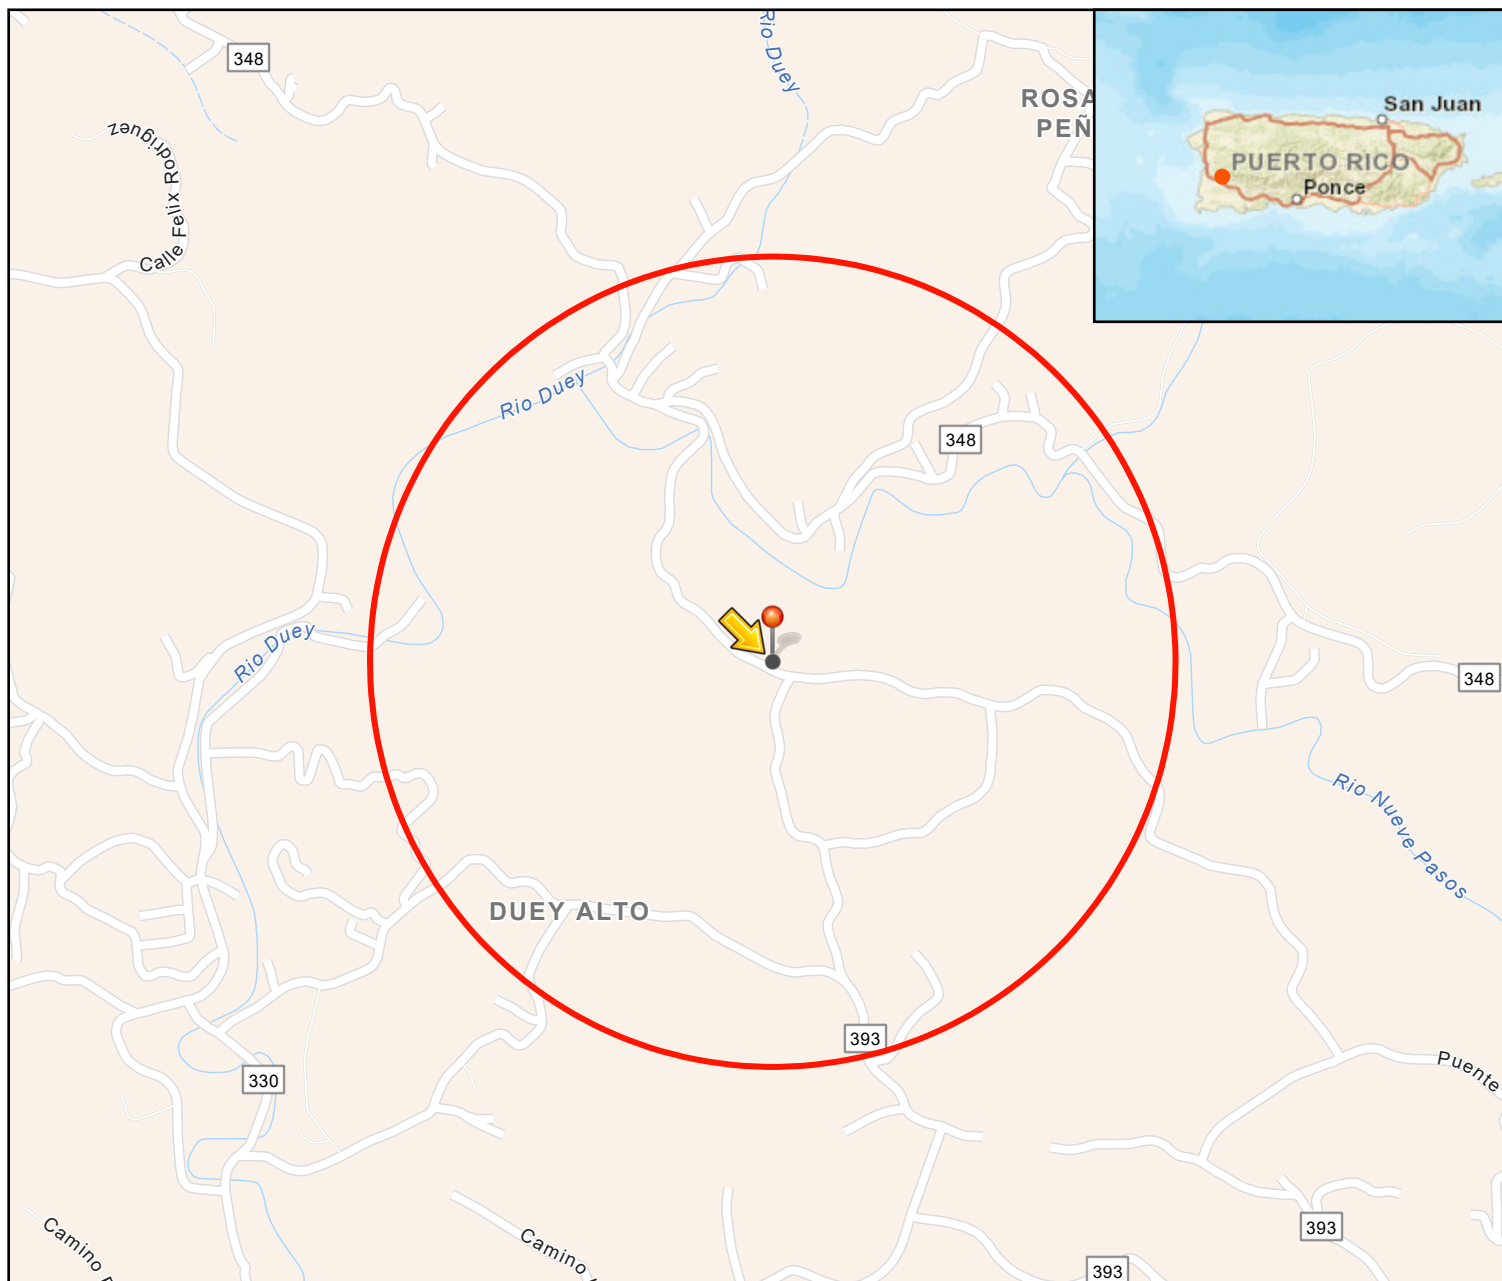 348
Rio Duey
ROSA
PEÑ
San Juan
PUERTO RICO
Ponce
Calle Felix Rodriguez
Rio Duey
348
Rio Duey
348
Rio Nueve Pasos
DUEY ALTO
393
330
Puente
393
Camino
Camino
393